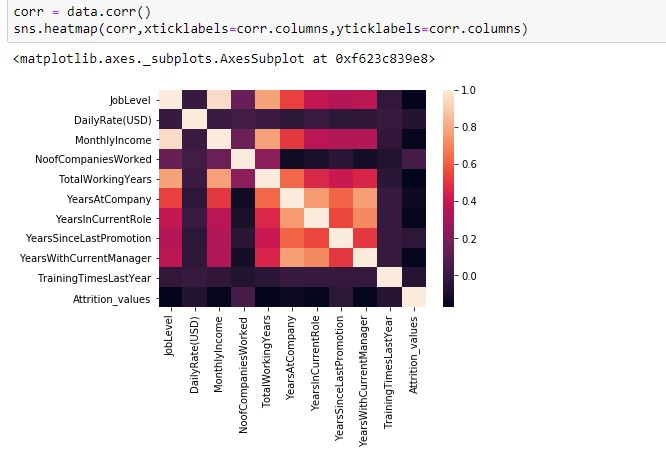 corr = data.corr()
sns.heatmap(corr,xticklabels=corr.columns,yticklabels=corr.columns)
<matplotlib.axes._subplots.AxesSubplot at 0xf623c839e8>
JobLevel
DailyRate(USD)
MonthlyIncome
NoofCompaniesWorked
TotalWorkingYears
YearsAtCompany
YearsInCurrentRole
YearsSinceLastPromotion
YearsWithCurrentManager
TrainingTimesLastYear
Attrition_values
JobLevel
DailyRate(USD)
MonthlyIncome
NoofCompaniesWorked
TotalWorkingYears
YearsAtCompany
YearsInCurrentRole
YearsSinceLastPromotion
YearsWithCurrentManager
TrainingTimesLastYear
Attrition_values
1.0
0.8
0.6
0.4
0.2
0.0